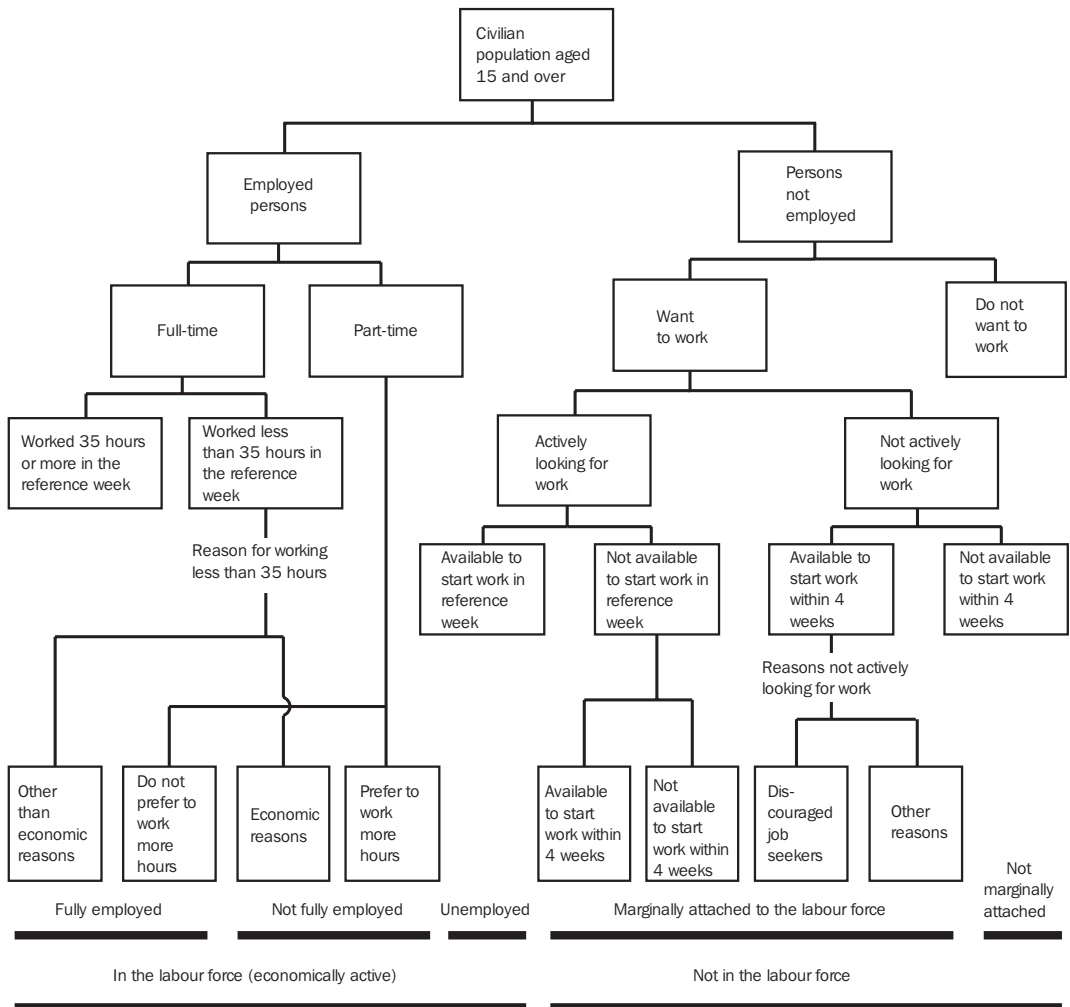 Civilian
population aged
15 and over
Employed
persons
Persons
not
employed
Full-time
Part-time
Want
to work
Do not
want to
work
Worked 35 hours
or more in the
reference week
Worked less
than 35 hours in
the reference
week
Actively
looking for
work
Not actively
looking for
work
Reason for working
less than 35 hours
Available to
start work in
reference
week
Not available
to start work in
reference
week
Available to
start work
within 4
weeks
Not available
to start work
within 4
weeks
Reasons not actively
looking for work
Other
than
economic
reasons
Do not
prefer to
work
more
hours
Economic
reasons
Prefer to
work
more
hours
Available
to start
work within
4 weeks
Not
available
to start
work within
4 weeks
Dis-
couraged
job
seekers
Other
reasons
Fully employed
Not fully employed
Unemployed
Marginally attached to the labour force
Not
marginally
attached
In the labour force (economically active)
Not in the labour force